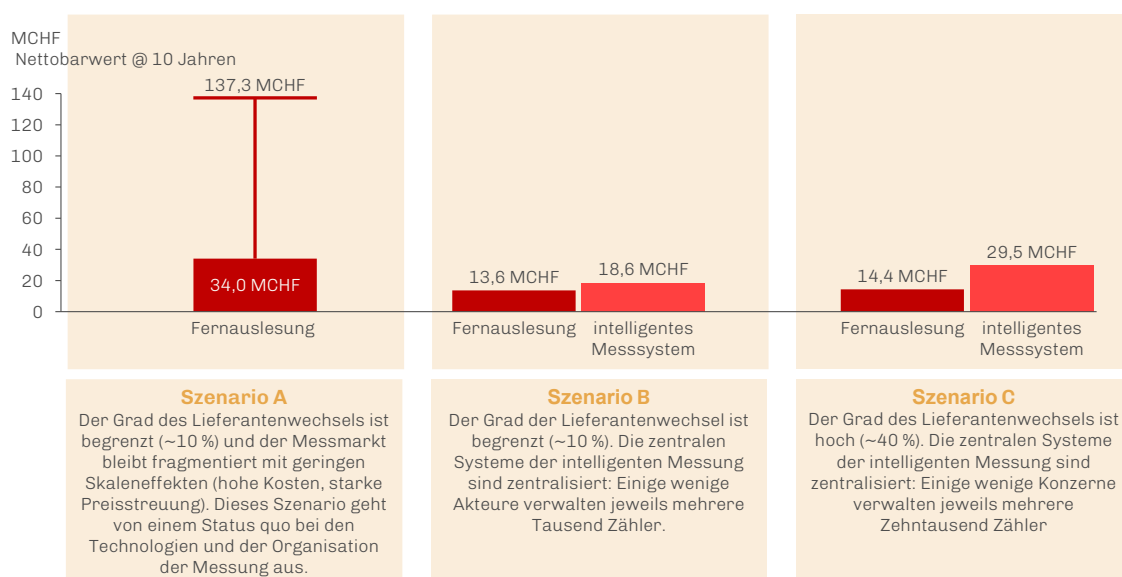 MCHF
Nettobarwert @ 10 Jahren
140
120
100
80
60
40
20
0
137,3 MCHF
34,0 MCHF
Fernauslesung
13,6 MCHF
18,6 MCHF
Fernauslesung
intelligentes
Messsystem
14,4 MCHF
29,5 MCHF
Fernauslesung
intelligentes
Messsystem
Szenario A
Der Grad des Lieferantenwechsels ist
begrenzt (~10 %) und der Messmarkt
bleibt fragmentiert mit geringen
Skaleneffekten (hohe Kosten, starke
Preisstreuung). Dieses Szenario geht
von einem Status quo bei den
Technologien und der Organisation
der Messung aus.
Szenario B
Der Grad der Lieferantenwechsel ist
begrenzt (~10 %). Die zentralen
Systeme der intelligenten Messung
sind zentralisiert: Einige wenige
Akteure verwalten jeweils mehrere
Tausend Zähler.
Szenario C
Der Grad des Lieferantenwechsels ist
hoch (~40 %). Die zentralen Systeme
der intelligenten Messung sind
zentralisiert: Einige wenige Konzerne
verwalten jeweils mehrere
Zehntausend Zähler